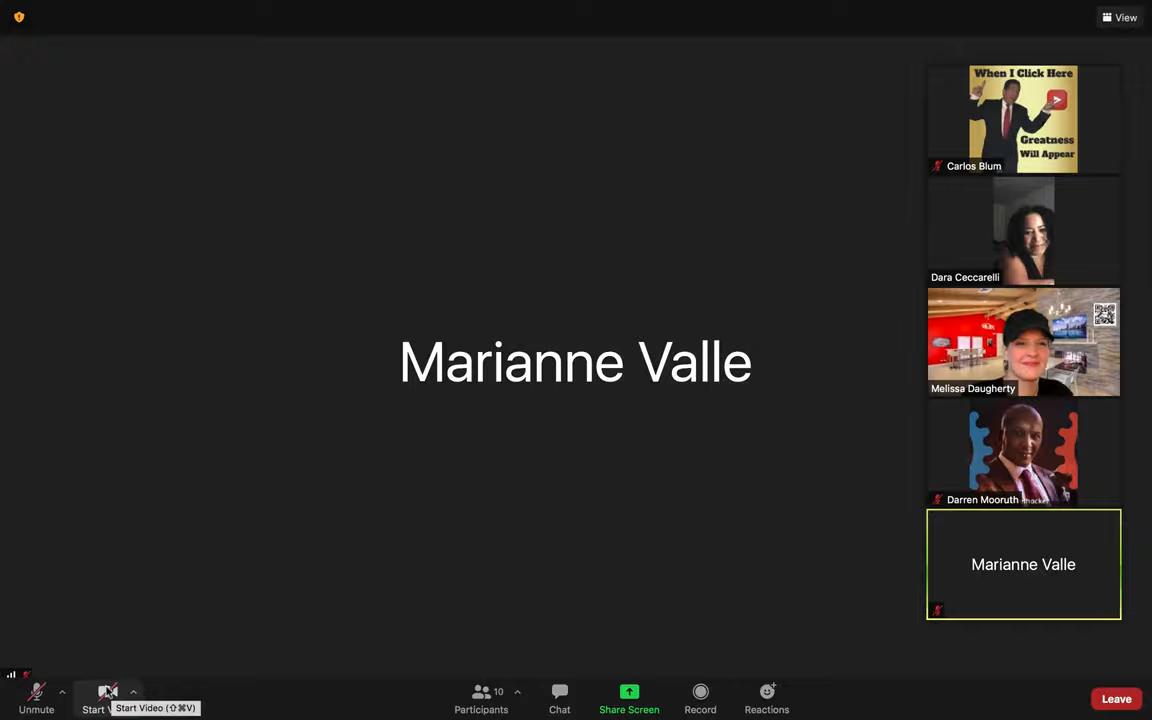 View
When I Click Here
Greatness
Will Appear
Carlos Blum
Dara Ceccarelli
Melissa Daugherty
Marianne Valle
Darren Mooruth
Marianne Valle
Start Video (⇧⌘V)
10
Unmute
Start V
Participants
Chat
Share Screen
Record
Reactions
Leave